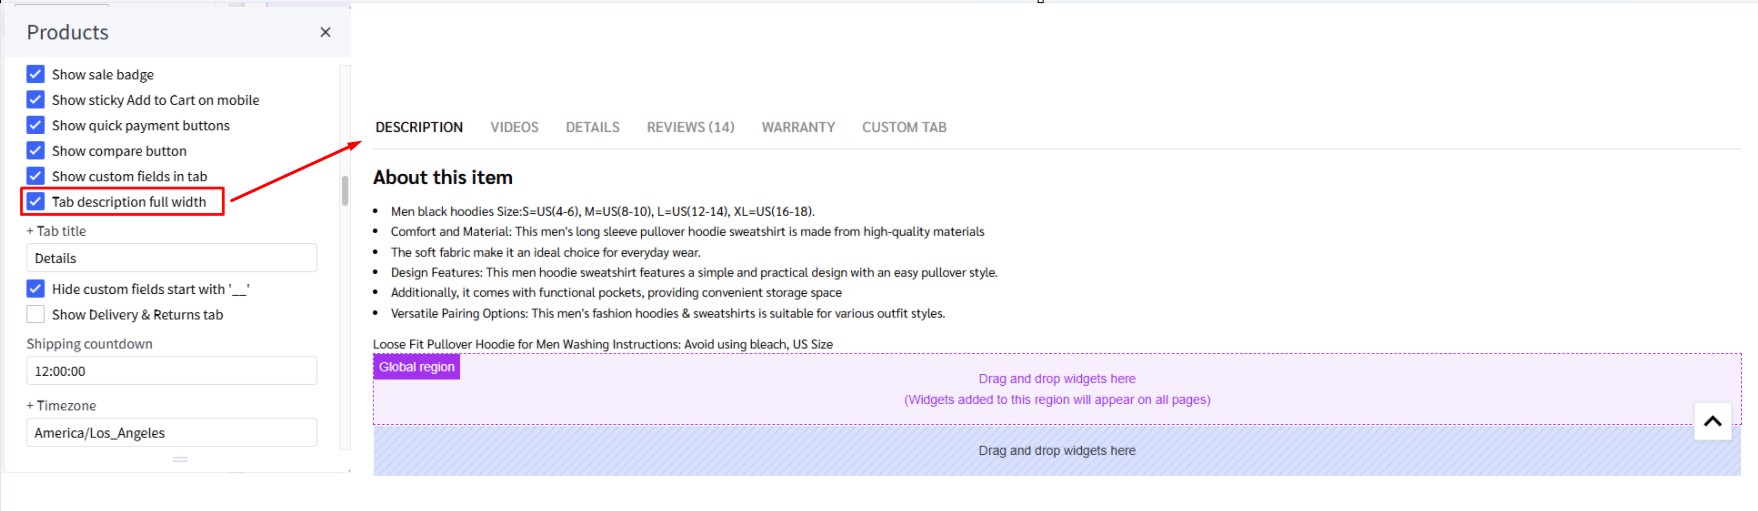 Products
Show sale badge
Show sticky Add to Cart on mobile
Show quick payment buttons
Show compare button
Show custom fields in tab
Tab description full width
+ Tab title
Details
Hide custom fields start with '__'
Show Delivery & Returns tab
Shipping countdown
12:00:00
+ Timezone
America/Los_Angeles
DESCRIPTION VIDEOS DETAILS REVIEWS (14) WARRANTY CUSTOM TAB
About this item
• Men black hoodies Size:S=US(4-6), M=US(8-10), L=US(12-14), XL=US(16-18).
• Comfort and Material: This men's long sleeve pullover hoodie sweatshirt is made from high-quality materials
• The soft fabric make it an ideal choice for everyday wear.
• Design Features: This men hoodie sweatshirt features a simple and practical design with an easy pullover style.
• Additionally, it comes with functional pockets, providing convenient storage space
• Versatile Pairing Options: This men's fashion hoodies & sweatshirts is suitable for various outfit styles.
Loose Fit Pullover Hoodie for Men Washing Instructions: Avoid using bleach, US Size
Global region
Drag and drop widgets here
(Widgets added to this region will appear on all pages)
Drag and drop widgets here